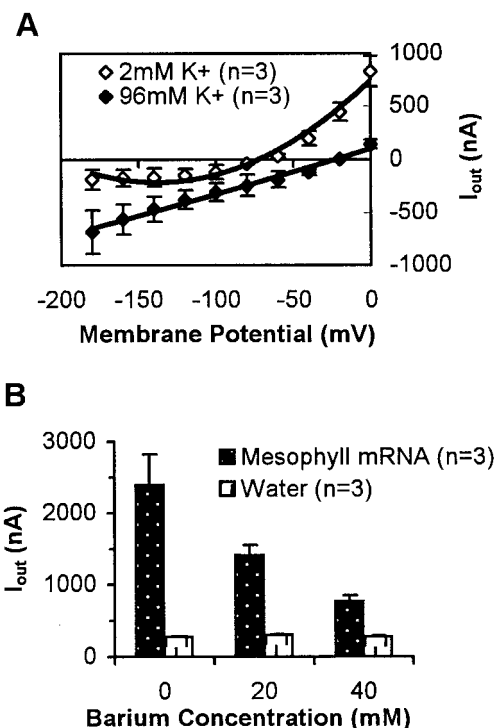 A
2mM K+ (n=3)
96mM K+ (n=3)
1000
500
0
-500
-1000
Iout (nA)
-200 -150 -100 -50 0
Membrane Potential (mV)
B
3000
2000
1000
0
Iout (nA)
Mesophyll mRNA (n=3)
Water (n=3)
0 20 40
Barium Concentration (mM)